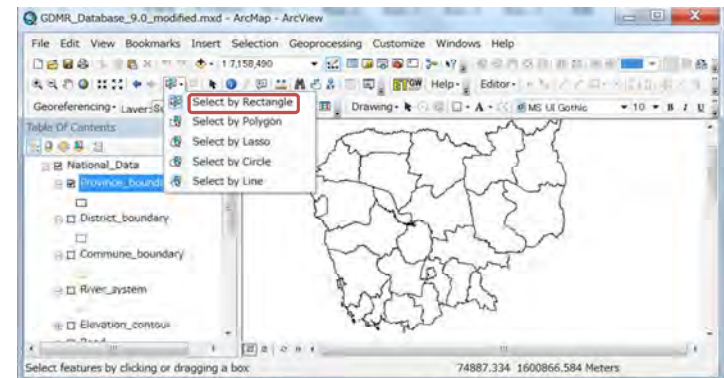 GDMR_Database_9.0_modified.mxd - ArcMap - ArcView
File Edit View Bookmarks Insert Selection Geoprocessing Customize Windows Help
1:7,158,490
Help Editor
Georeferencing Layer:
Drawing A MS UI Gothic 10 B I U
Select by Rectangle
Select by Polygon
Select by Lasso
Select by Circle
Select by Line
Table Of Contents
National_Data
Province_bound
District_boundary
Commune_boundary
River_system
Elevation_contour
Select features by clicking or dragging a box 74887.334 1600866.584 Meters